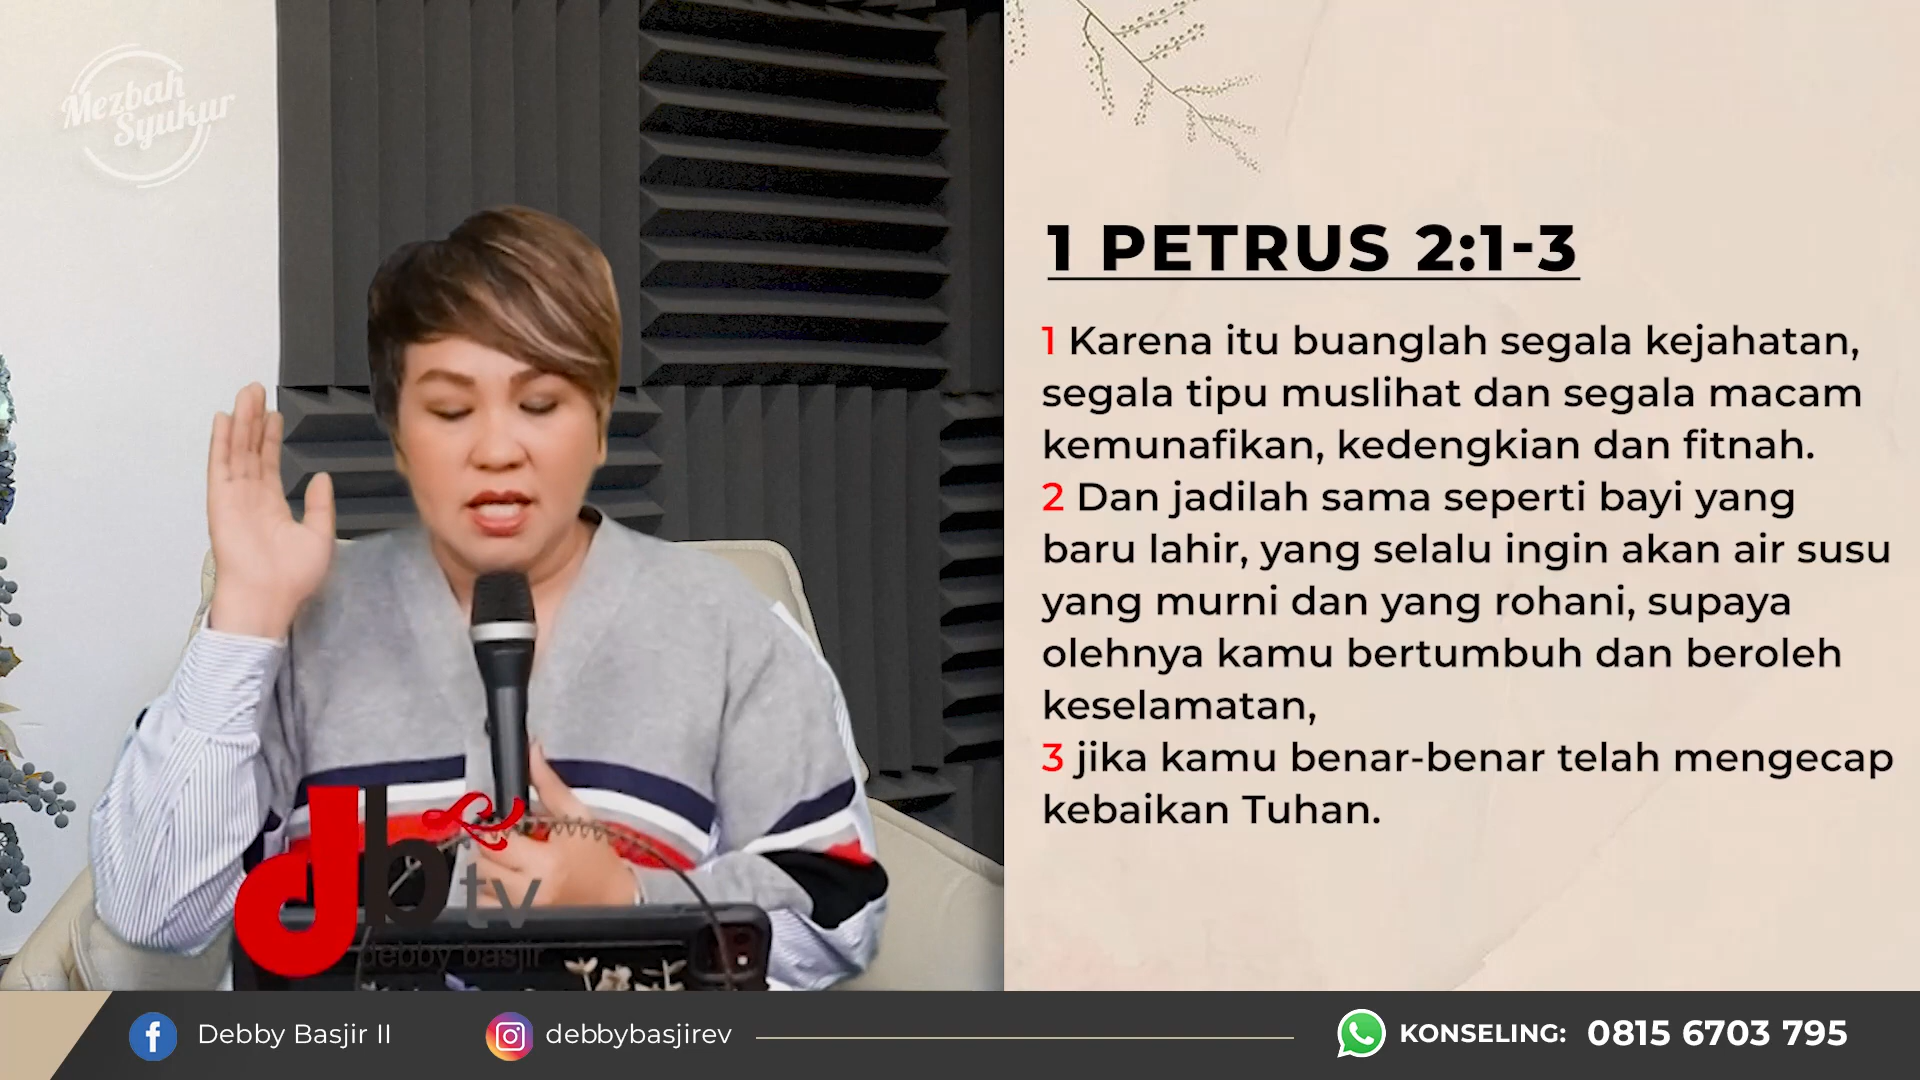 Mezbah
Syukur
1 PETRUS 2:1-3
1 Karena itu buanglah segala kejahatan,
segala tipu muslihat dan segala macam
kemunafikan, kedengkian dan fitnah.
2 Dan jadilah sama seperti bayi yang
baru lahir, yang selalu ingin akan air susu
yang murni dan yang rohani, supaya
olehnya kamu bertumbuh dan beroleh
keselamatan,
3 jika kamu benar-benar telah mengecap
kebaikan Tuhan.
db tv
debby basjir
Debby Basjir II
debbybasjirev
KONSELING: 0815 6703 795